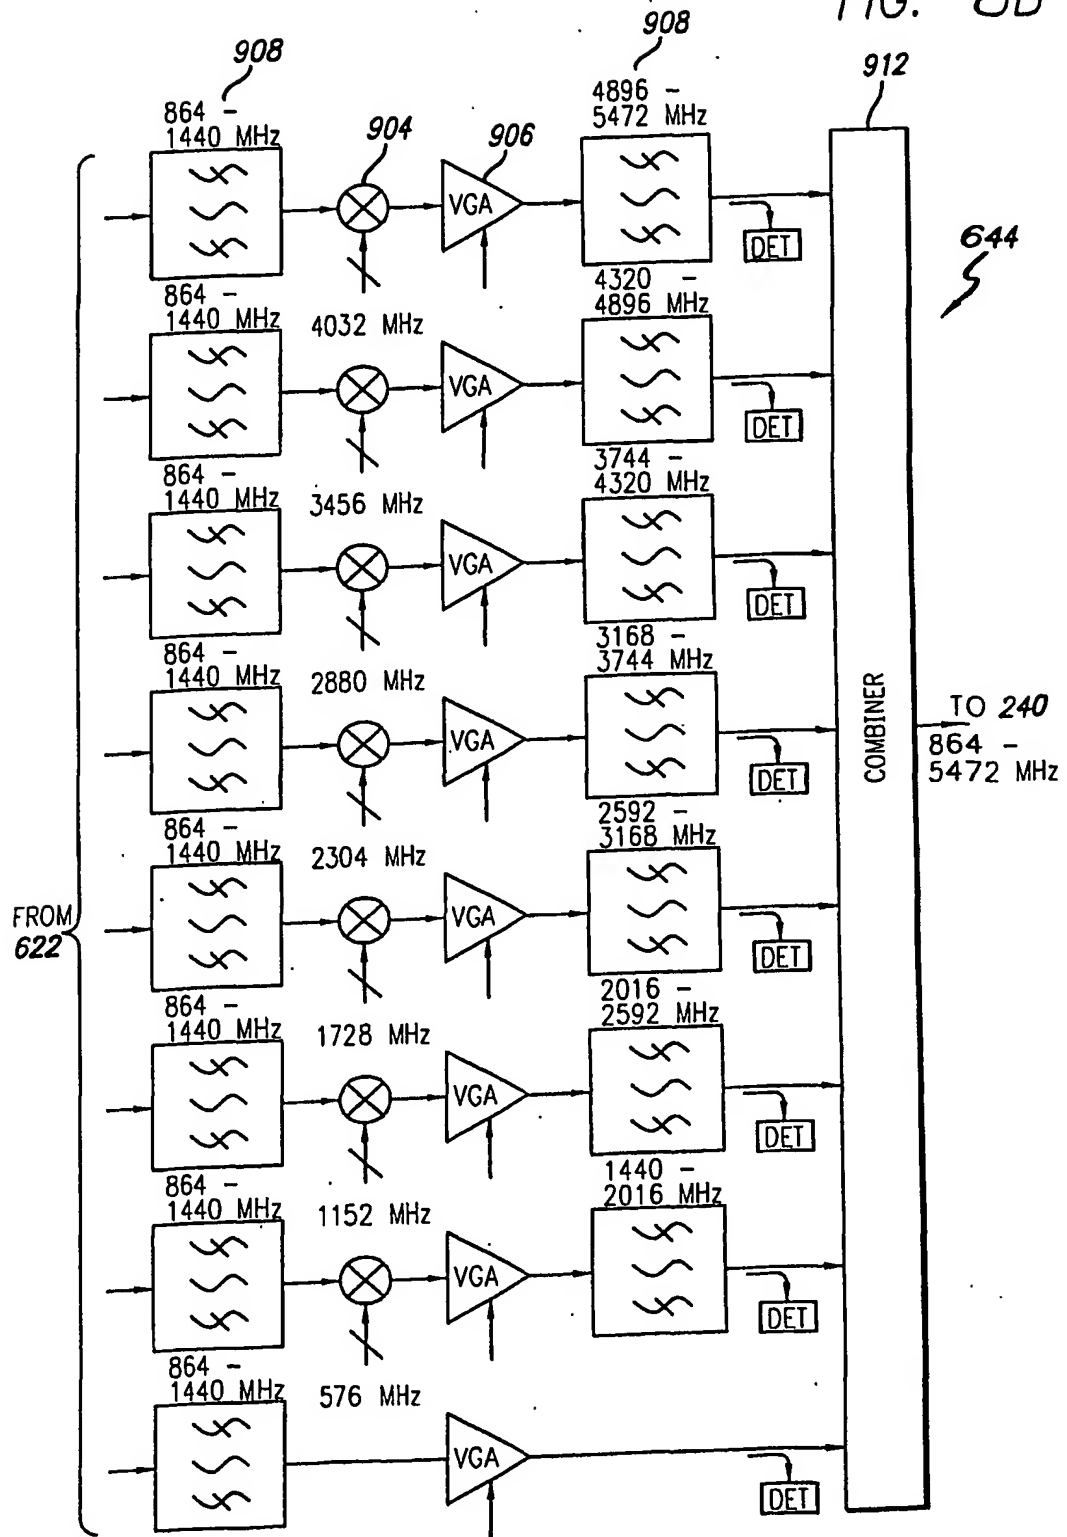 FIG. 8B
908
908
912
864 -
1440 MHz
904
906
4896 -
5472 MHz
VGA
DET
644
4032 MHz
864 -
1440 MHz
4320 -
4896 MHz
VGA
DET
3456 MHz
864 -
1440 MHz
3744 -
4320 MHz
VGA
DET
2880 MHz
864 -
1440 MHz
3168 -
3744 MHz
VGA
DET
COMBINER
TO 240
864 -
5472 MHz
2304 MHz
864 -
1440 MHz
2592 -
3168 MHz
VGA
DET
FROM
622
1728 MHz
864 -
1440 MHz
2016 -
2592 MHz
VGA
DET
1152 MHz
864 -
1440 MHz
1440 -
2016 MHz
VGA
DET
576 MHz
864 -
1440 MHz
VGA
DET